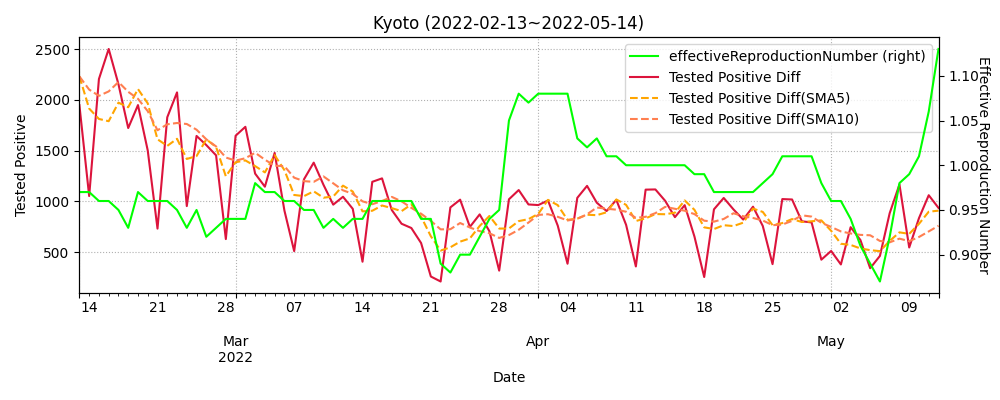 Kyoto (2022-02-13~2022-05-14)
effectiveReproductionNumber (right)
Tested Positive Diff
Tested Positive Diff(SMA5)
Tested Positive Diff(SMA10)
Tested Positive
2500
2000
1500
1000
500
Effective Reproduction Number
1.10
1.05
1.00
0.95
0.90
14 21 28 07 14 21 28 04 11 18 25 02 09
Mar Apr May
2022
Date